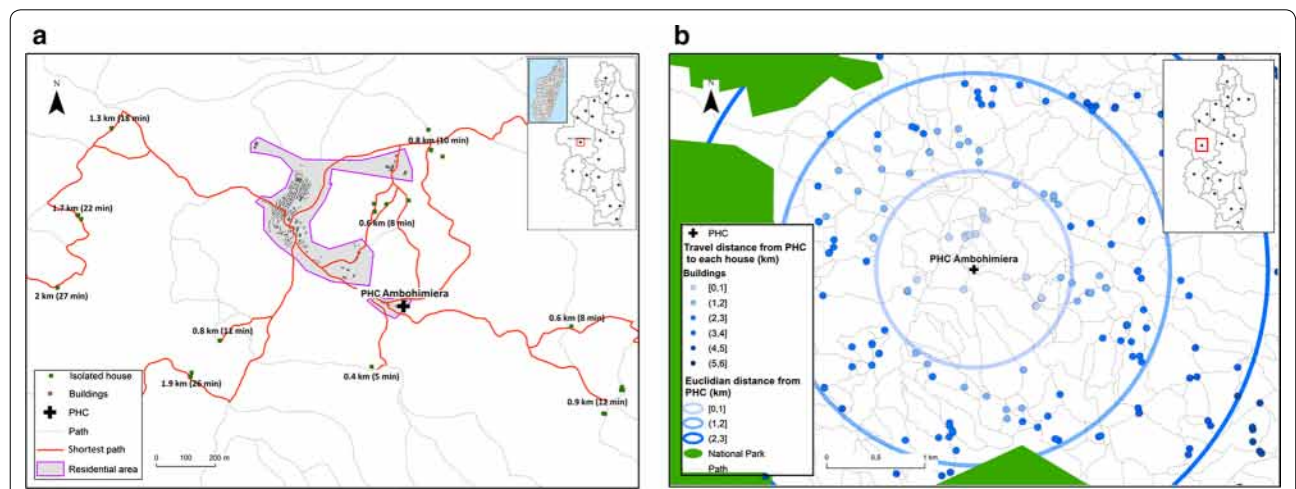 a
N
1.3 km (18 min)
0.8 km (10 min)
1.7 km (22 min)
0.6 km (8 min)
2 km (27 min)
PHC Ambohimiera
0.8 km (11 min)
0.6 km (8 min)
0.4 km (5 min)
1.9 km (26 min)
0.9 km (12 min)
Isolated house
Buildings
PHC
Path
Shortest path
Residential area
0 100 200 m
b
N
PHC Ambohimiera
PHC
Travel distance from PHC
to each house (km)
Buildings
[0,1]
(1,2]
(2,3]
(3,4]
(4,5]
(5,6]
Euclidian distance from
PHC (km)
[0,1]
(1,2]
(2,3]
National Park
Path
0 0,5 1 km